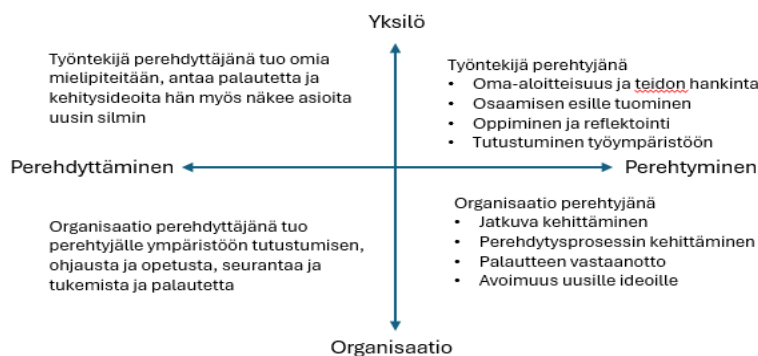 Yksilö
Työntekijä perehdyttäjänä tuo omia
mielipiteitään, antaa palautetta ja
kehitysideoita hän myös näkee asioita
uusin silmin
Työntekijä perehtyjänä
• Oma-aloitteisuus ja teidon hankinta
• Osaamisen esille tuominen
• Oppiminen ja reflektointi
• Tutustuminen työympäristöön
Perehdyttäminen
Perehtyminen
Organisaatio perehdyttäjänä tuo
perehtyjälle ympäristöön tutustumisen,
ohjausta ja opetusta, seurantaa ja
tukemista ja palautetta
Organisaatio perehtyjänä
• Jatkuva kehittäminen
• Perehdytysprosessin kehittäminen
• Palautteen vastaanotto
• Avoimuus uusille ideoille
Organisaatio